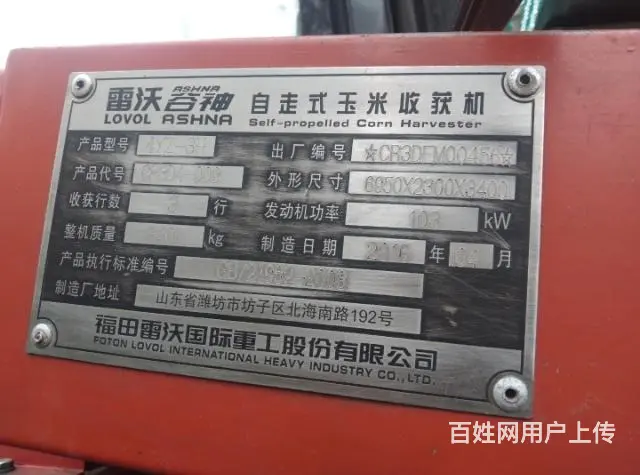 雷沃 ASHNA 谷神 自走式玉米收获机
LOVOL ASHNA Self-propelled Corn Harvester
产品型号 出厂编号 ☆CR3DFM00456☆
产品代号 外形尺寸 6950X2300X3400
收获行数 3 行 发动机功率 103 kW
整机质量 kg 制造日期 年 04 月
产品执行标准编号
制造厂地址 山东省潍坊市坊子区北海南路192号
福田雷沃国际重工股份有限公司
FOTON LOVOL INTERNATIONAL HEAVY INDUSTRY CO.,LTD.
百姓网用户上传